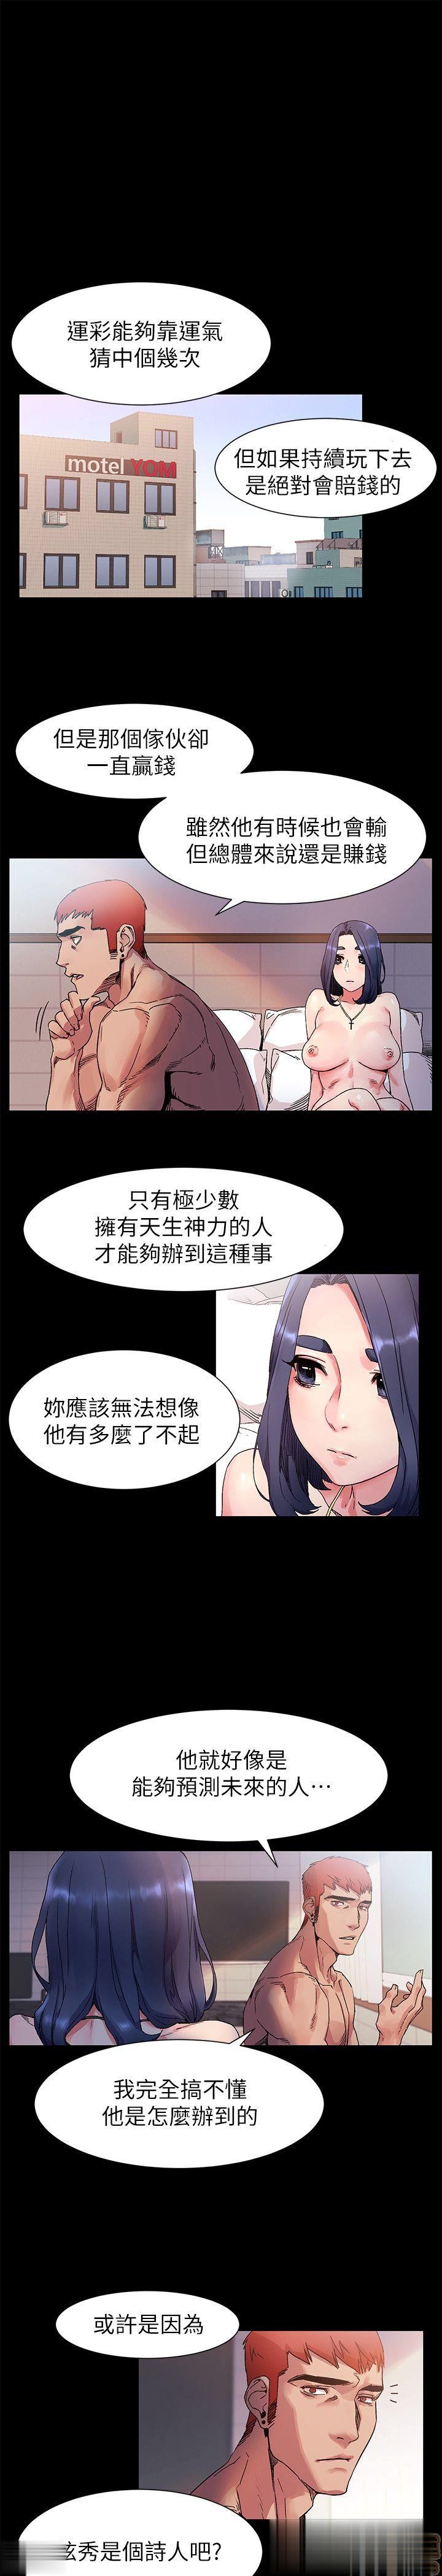 運彩能夠靠運氣
猜中個幾次
motel YOM
但如果持續玩下去
是絕對會賠錢的
但是那個傢伙卻
一直贏錢
雖然他有時候也會輸
但總體來說還是賺錢
只有極少數
擁有天生神力的人
才能夠辦到這種事
妳應該無法想像
他有多麼了不起
他就好像是
能夠預測未來的人…
我完全搞不懂
他是怎麼辦到的
或許是因為
秀是個詩人吧?